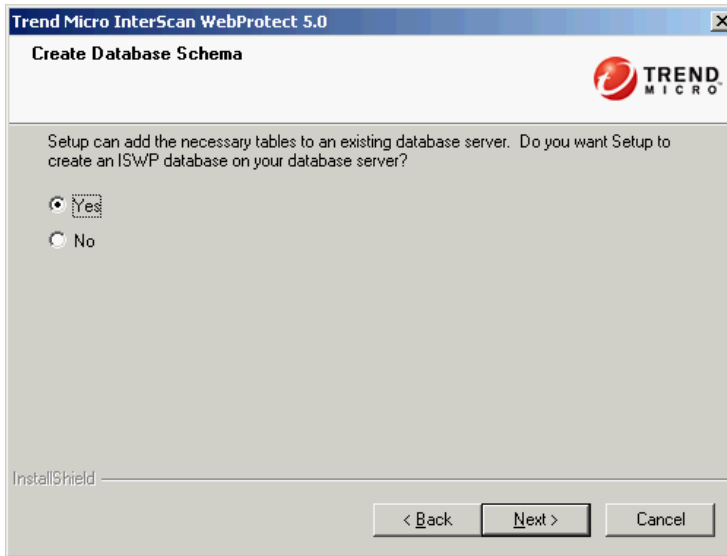 Trend Micro InterScan WebProtect 5.0
Create Database Schema
TREND
MICRO
Setup can add the necessary tables to an existing database server.  Do you want Setup to
create an ISWP database on your database server?
Yes
No
InstallShield
< Back
Next >
Cancel